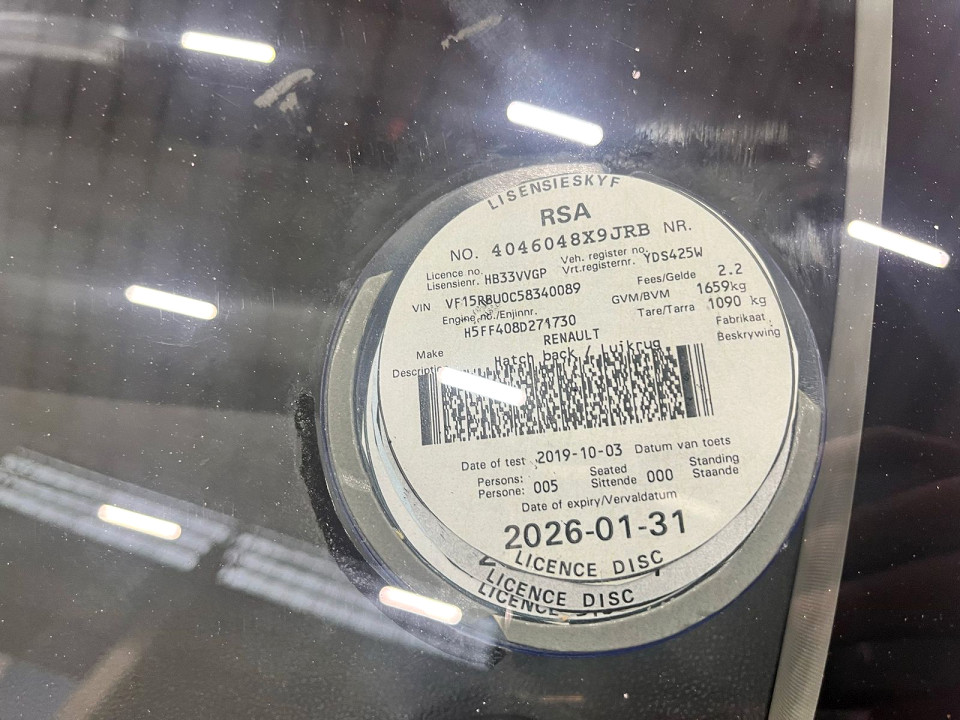 LISENSIESKYF
RSA
NO. 4046048X9JRB NR.
Licence no. Lisensienr. HB33VVGP Veh. register no. Vrt.registernr. YDS425W
VIN VF15RBU0C58340089 Fees/Gelde 2.2
GVM/BVM 1659kg
Engine no./Enjinnr. H5FF408D271730 Tare/Tarra 1090 kg
Make RENAULT Fabrikaat
Hatch back / Luikrug Beskrywing
Date of test 2019-10-03 Datum van toets
Persons: Persone: 005 Seated Sittende 000 Standing Staande
Date of expiry/Vervaldatum
2026-01-31
LICENCE DISC
LICENCE DISC
LICENCE